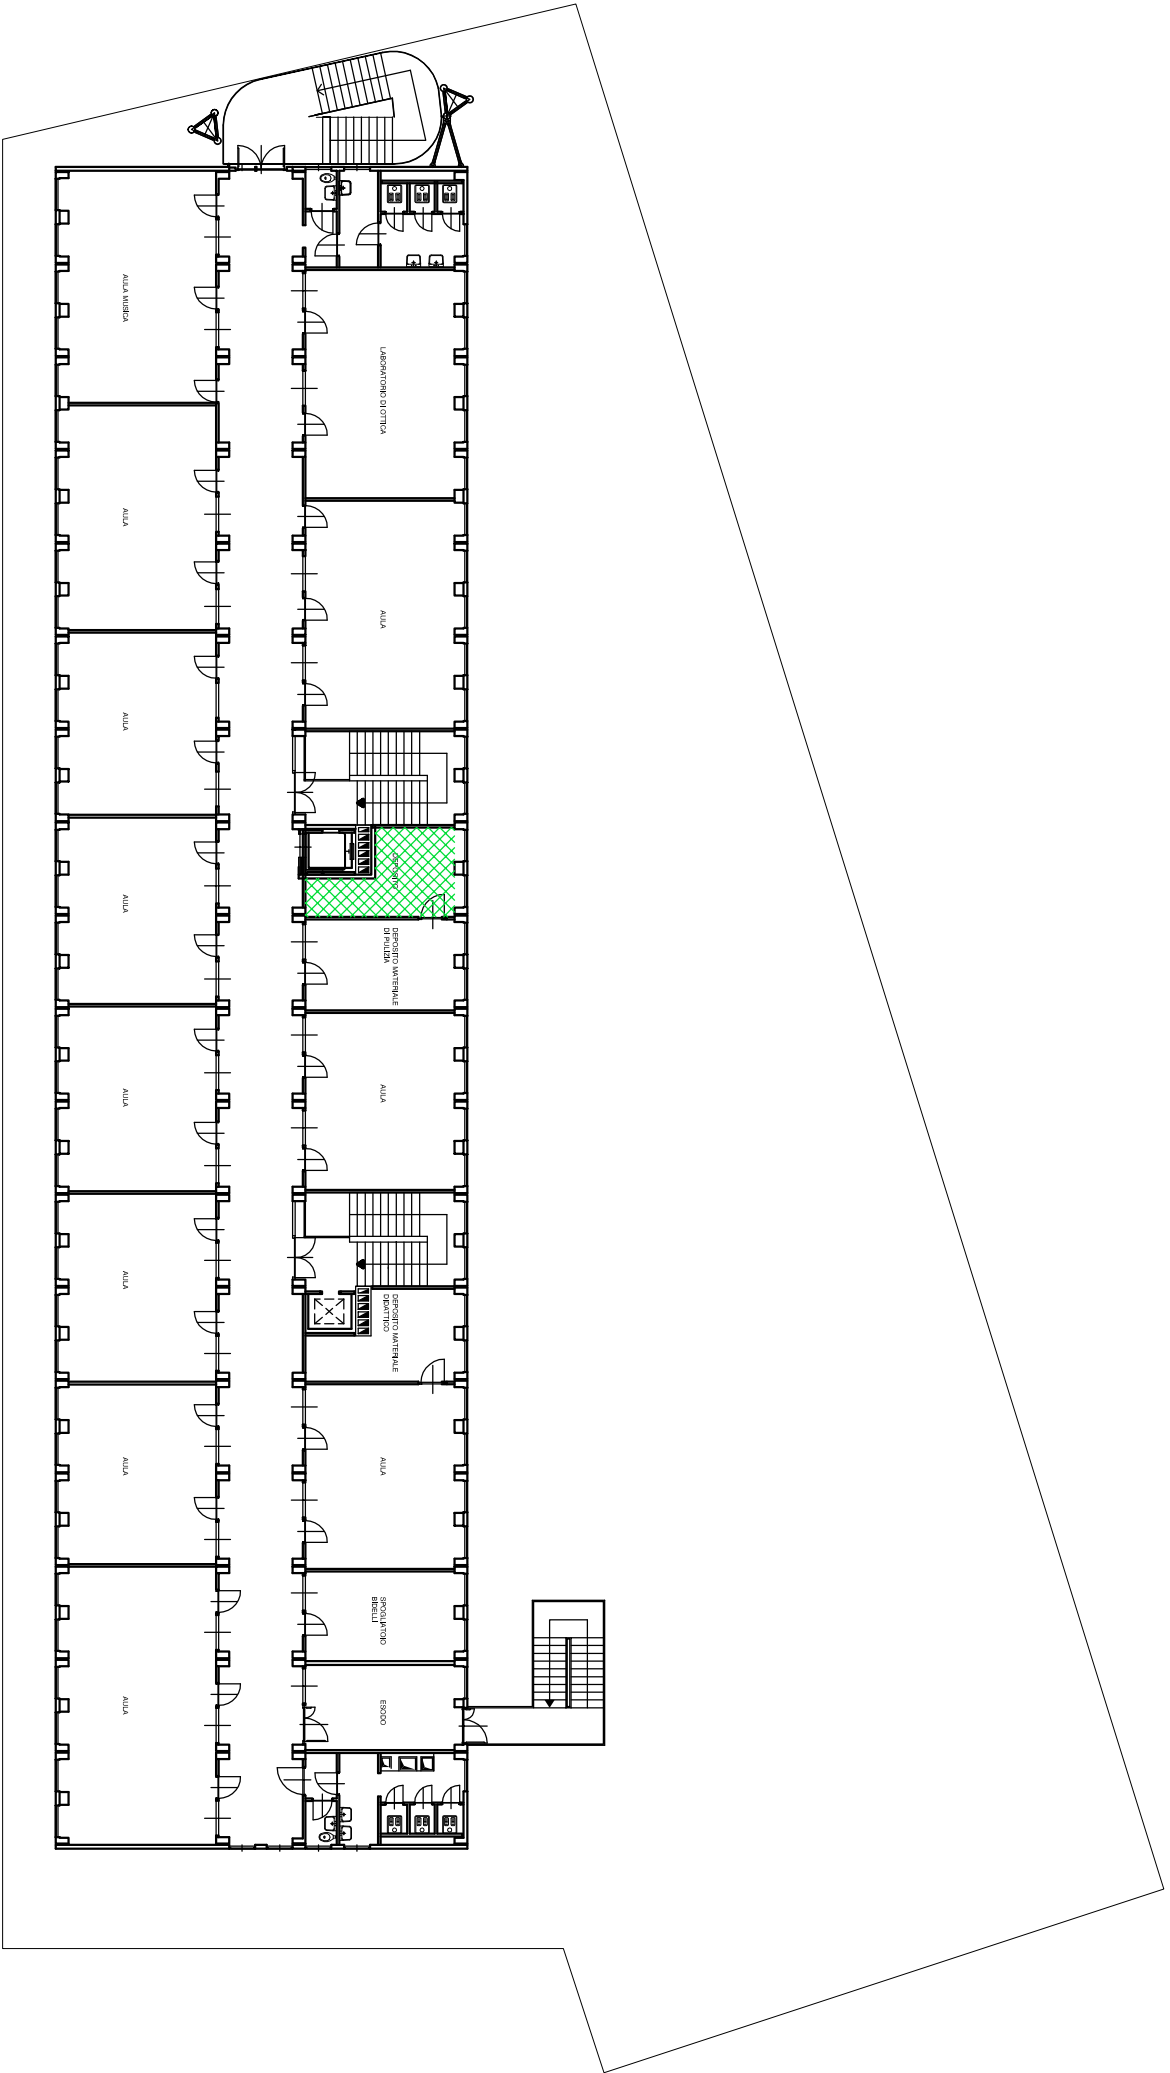 AULA MUSICA
LABORATORIO DI OTTICA
AULA
AULA
AULA
DEPOSITO
AULA
DEPOSITO MATERIALE
DI PULIZIA
AULA
AULA
AULA
DEPOSITO MATERIALE
DIDATTICO
AULA
AULA
SPOGLIATOIO
BIDELLI
AULA
ESODO